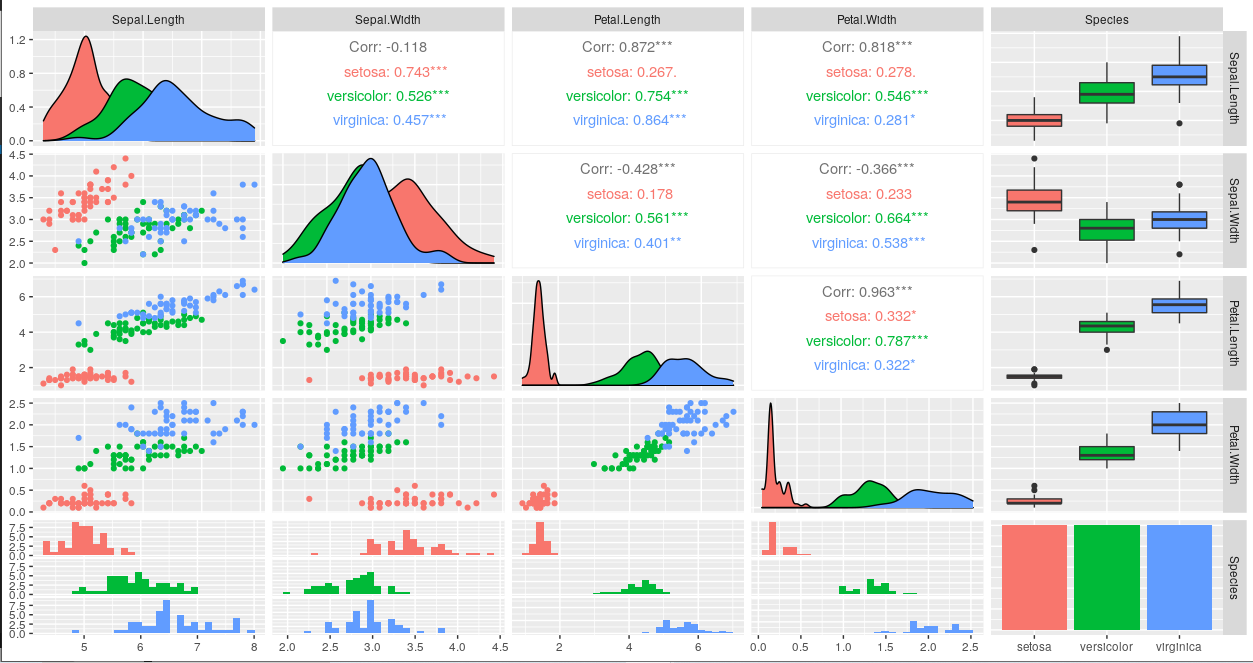 Sepal.Length
Sepal.Width
Petal.Length
Petal.Width
Species
1.2
0.8
0.4
0.0
Corr: -0.118
setosa: 0.743***
versicolor: 0.526***
virginica: 0.457***
Corr: 0.872***
setosa: 0.267.
versicolor: 0.754***
virginica: 0.864***
Corr: 0.818***
setosa: 0.278.
versicolor: 0.546***
virginica: 0.281*
Sepal.Length
4.5
4.0
3.5
3.0
2.5
2.0
Corr: -0.428***
setosa: 0.178
versicolor: 0.561***
virginica: 0.401**
Corr: -0.366***
setosa: 0.233
versicolor: 0.664***
virginica: 0.538***
Sepal.Width
6
4
2
Corr: 0.963***
setosa: 0.332*
versicolor: 0.787***
virginica: 0.322*
Petal.Length
2.5
2.0
1.5
1.0
0.5
0.0
Petal.Width
7.5
5.0
2.5
0.0
7.5
5.0
2.5
0.0
7.5
5.0
2.5
0.0
Species
5 6 7 8
2.0 2.5 3.0 3.5 4.0 4.5
2 4 6
0.0 0.5 1.0 1.5 2.0 2.5
setosa versicolor virginica